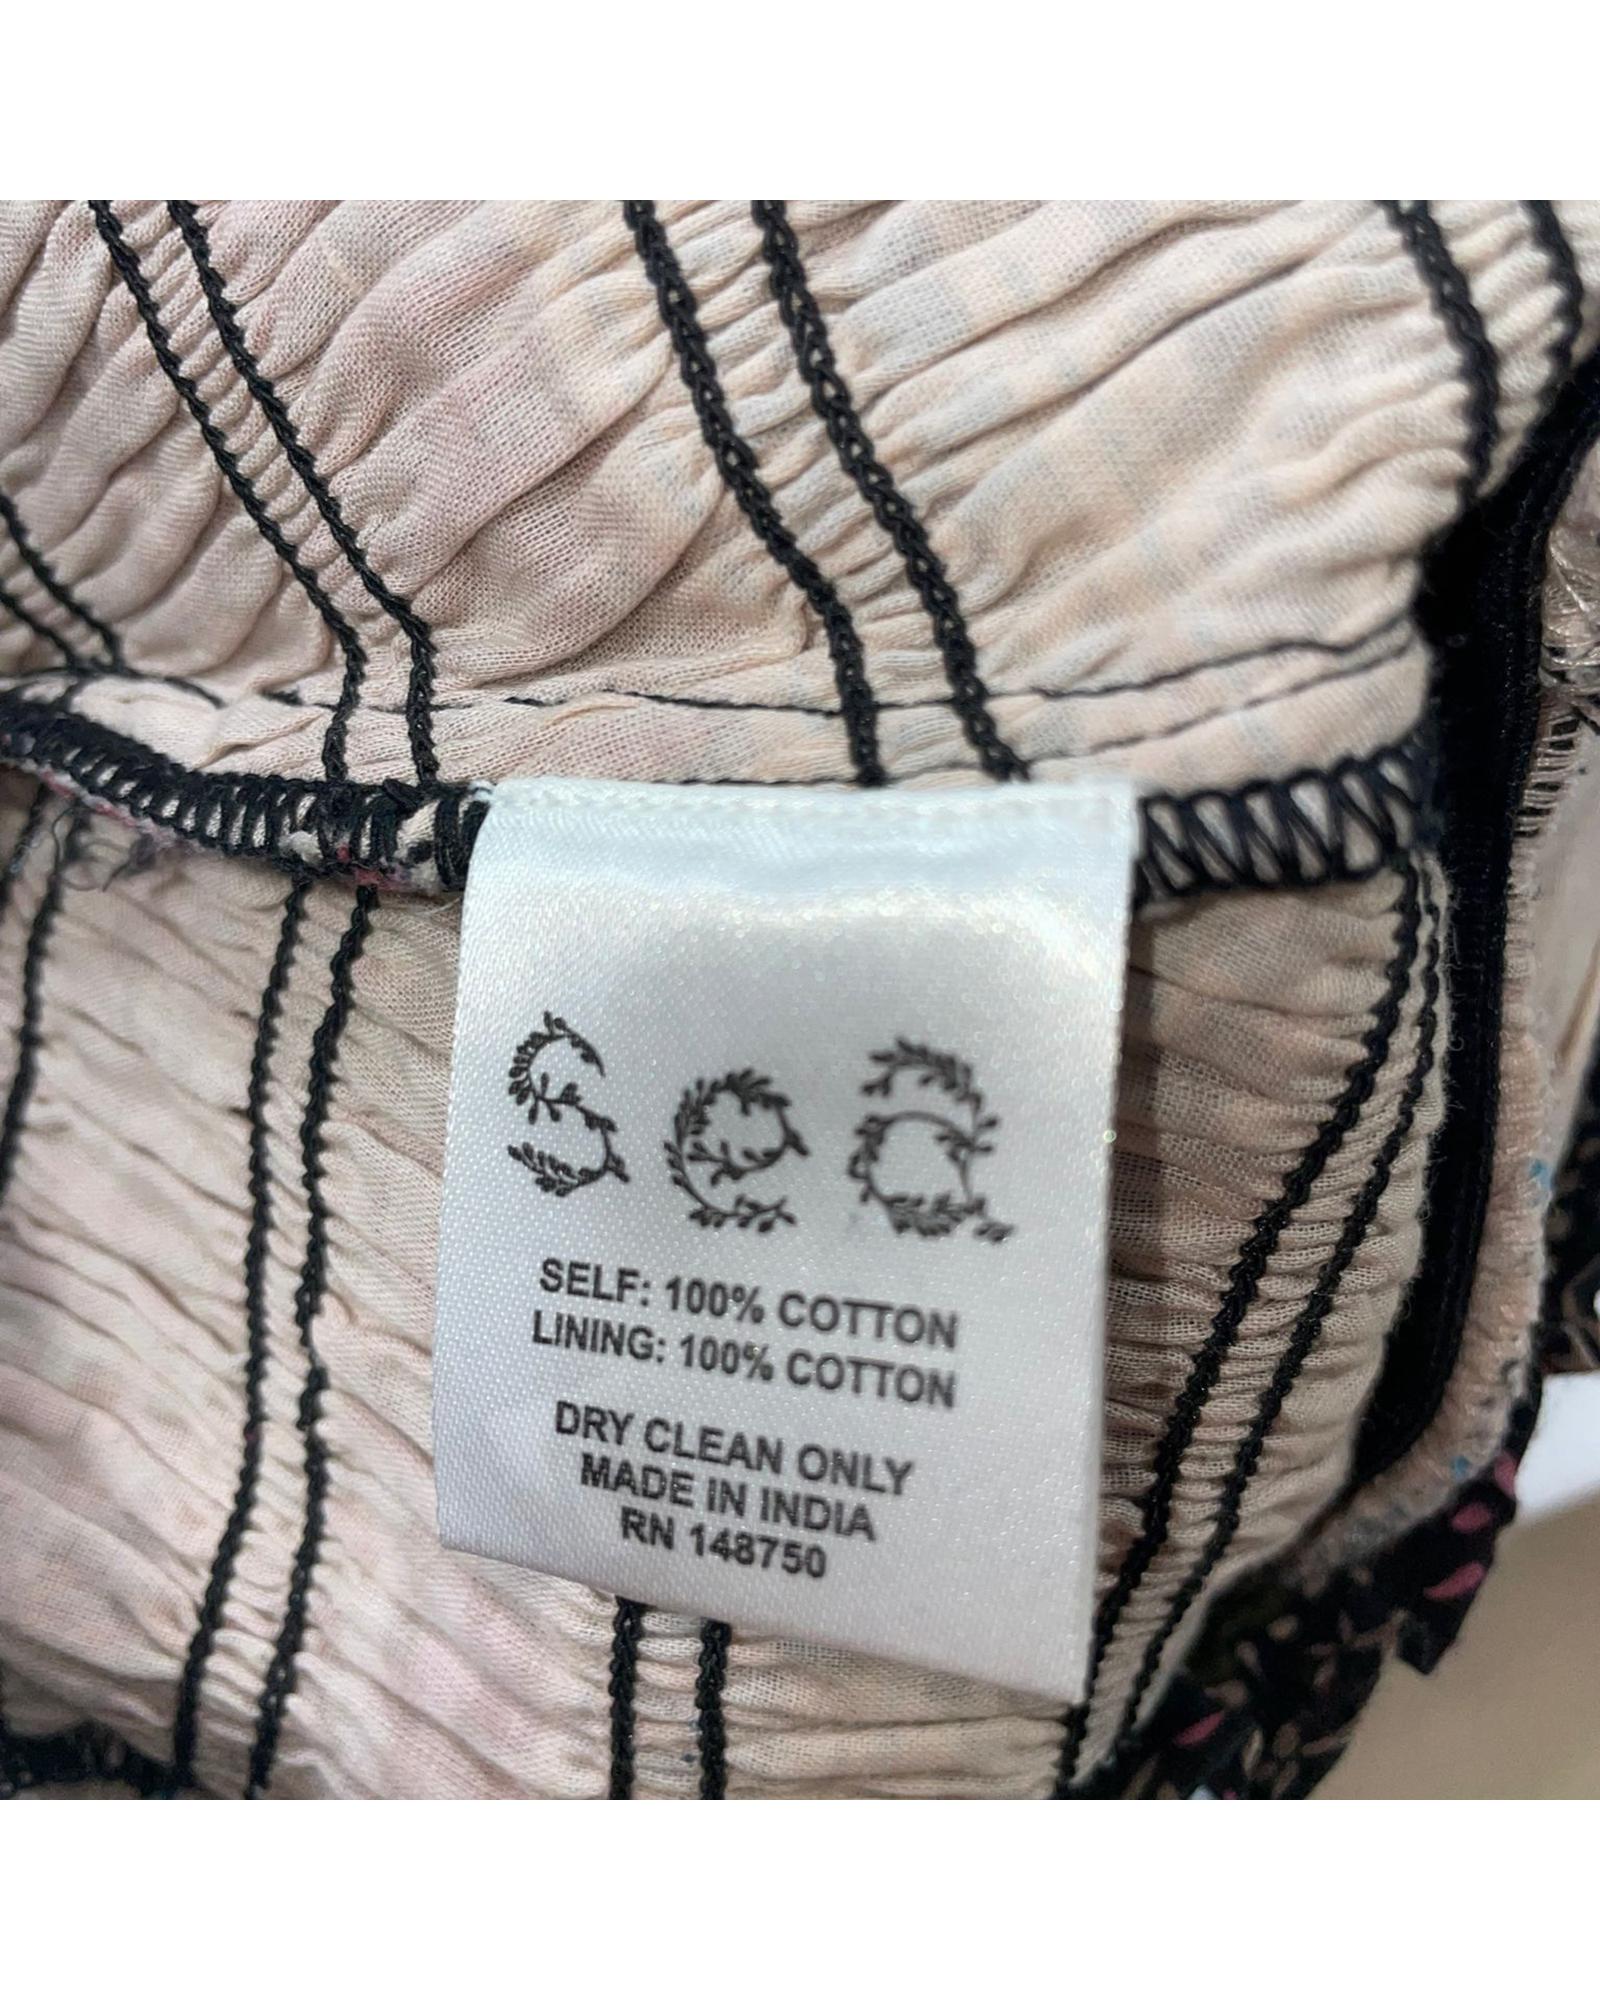 Sea
SELF: 100% COTTON
LINING: 100% COTTON
DRY CLEAN ONLY
MADE IN INDIA
RN 148750